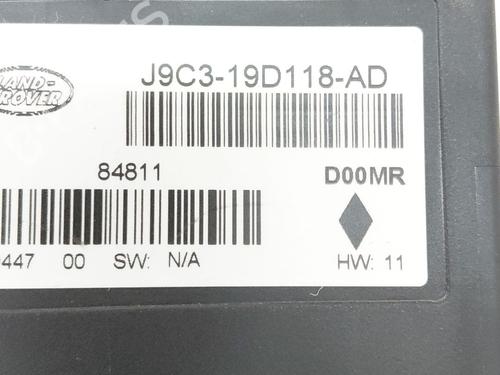 LAND-
ROVER
J9C3-19D118-AD
84811
D00MR
447 00 SW: N/A
HW: 11